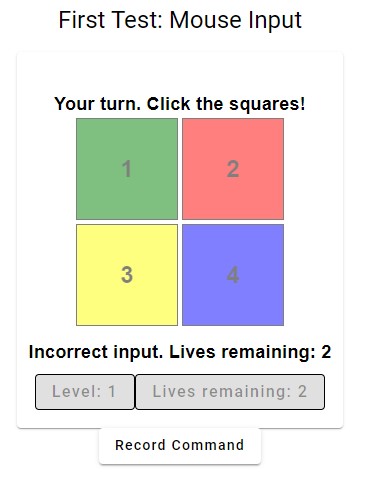 First Test: Mouse Input
Your turn. Click the squares!
1 2
3 4
Incorrect input. Lives remaining: 2
Level: 1 Lives remaining: 2
Record Command